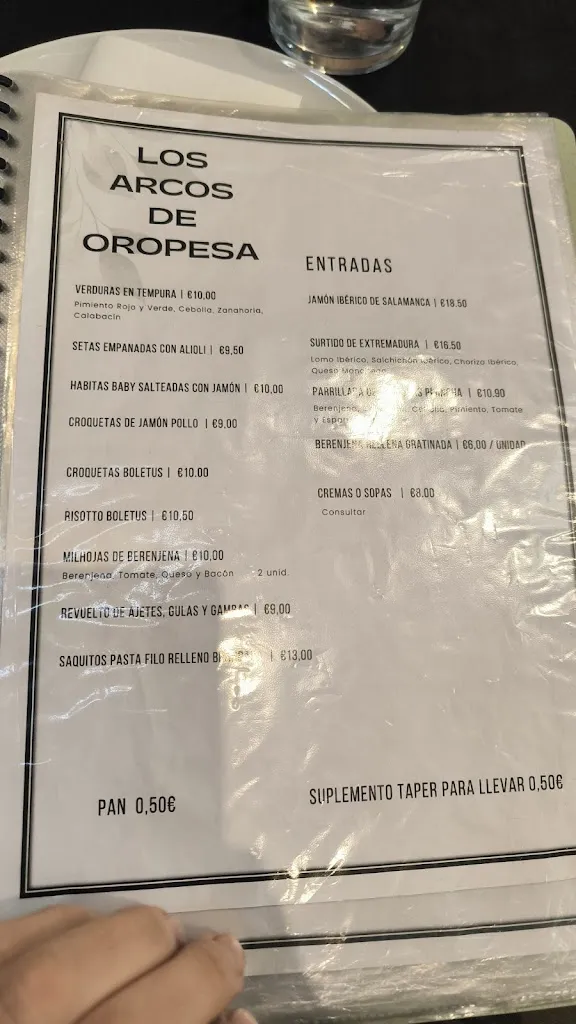 LOS
ARCOS
DE
OROPESA
VERDURAS EN TEMPURA | €10,00
Pimiento Rojo y Verde, Cebolla, Zanahoria,
Calabacín
SETAS EMPANADAS CON ALIOLI | €9,50
HABITAS BABY SALTEADAS CON JAMÓN | €10,00
CROQUETAS DE JAMÓN POLLO | €9,00
CROQUETAS BOLETUS | €10.00
RISOTTO BOLETUS | €10,50
MILHOJAS DE BERENJENA | €10,00
Berenjena, Tomate, Queso y Bacón 2 unid.
REVUELTO DE AJETES, GULAS Y GAMBAS | €9,00
SAQUITOS PASTA FILO RELLENO | €13,00
PAN 0,50€
ENTRADAS
JAMÓN IBÉRICO DE SALAMANCA | €18.50
SURTIDO DE EXTREMADURA | €16.50
Lomo Ibérico, Salchichón Ibérico, Chorizo Ibérico,
Queso
PARRILLADA | €10.90
Berenjena, Cebolla, Pimiento, Tomate
y
BERENJENA RELLENA GRATINADA | €6,00 / UNIDAD
CREMAS O SOPAS | €8.00
Consultar
SUPLEMENTO TAPER PARA LLEVAR 0,50€